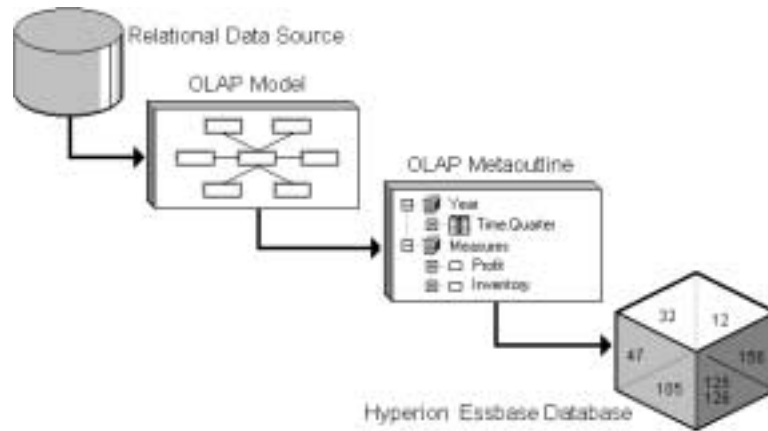 Relational Data Source
OLAP Model
OLAP Metaoutline
Year
Time.Quarter
Measures
Profit
Inventory
33
12
47
105
125
126
Hyperion Essbase Database